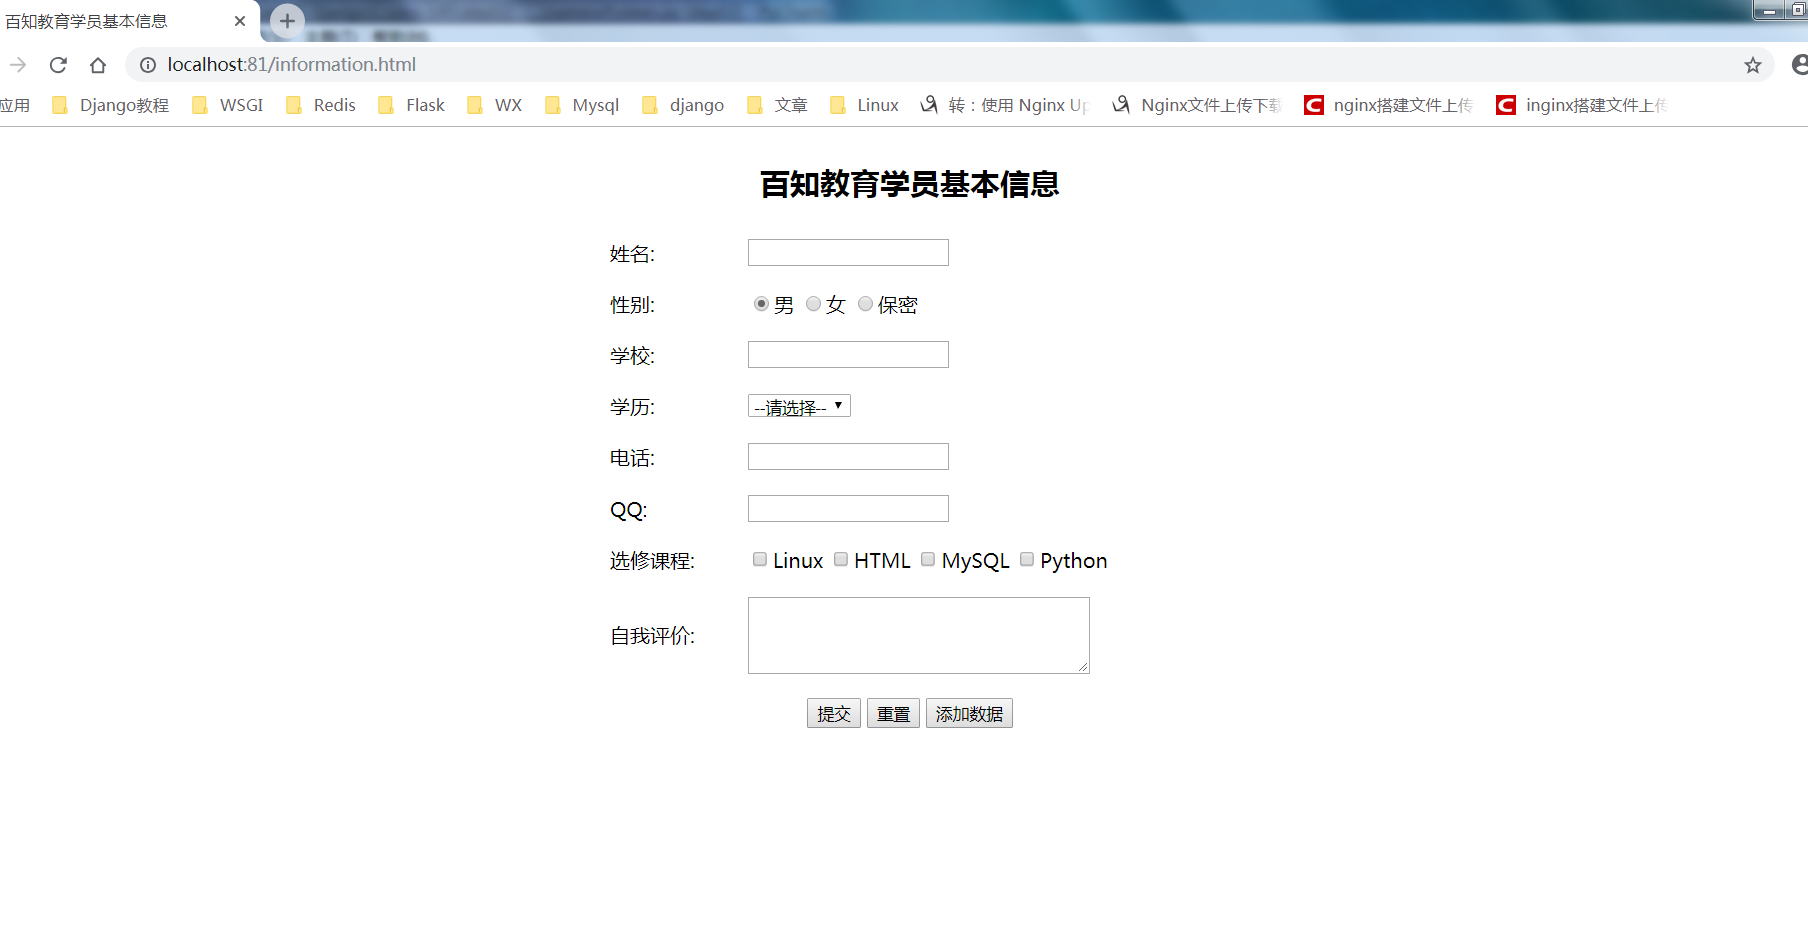 百知教育学员基本信息
localhost:81/information.html
应用 Django教程 WSGI Redis Flask WX Mysql django 文章 Linux 转：使用 Nginx Up Nginx文件上传下载 nginx搭建文件上传 inginx搭建文件上传
百知教育学员基本信息
姓名:
性别: 男 女 保密
学校:
学历: --请选择--
电话:
QQ:
选修课程: Linux HTML MySQL Python
自我评价:
提交 重置 添加数据